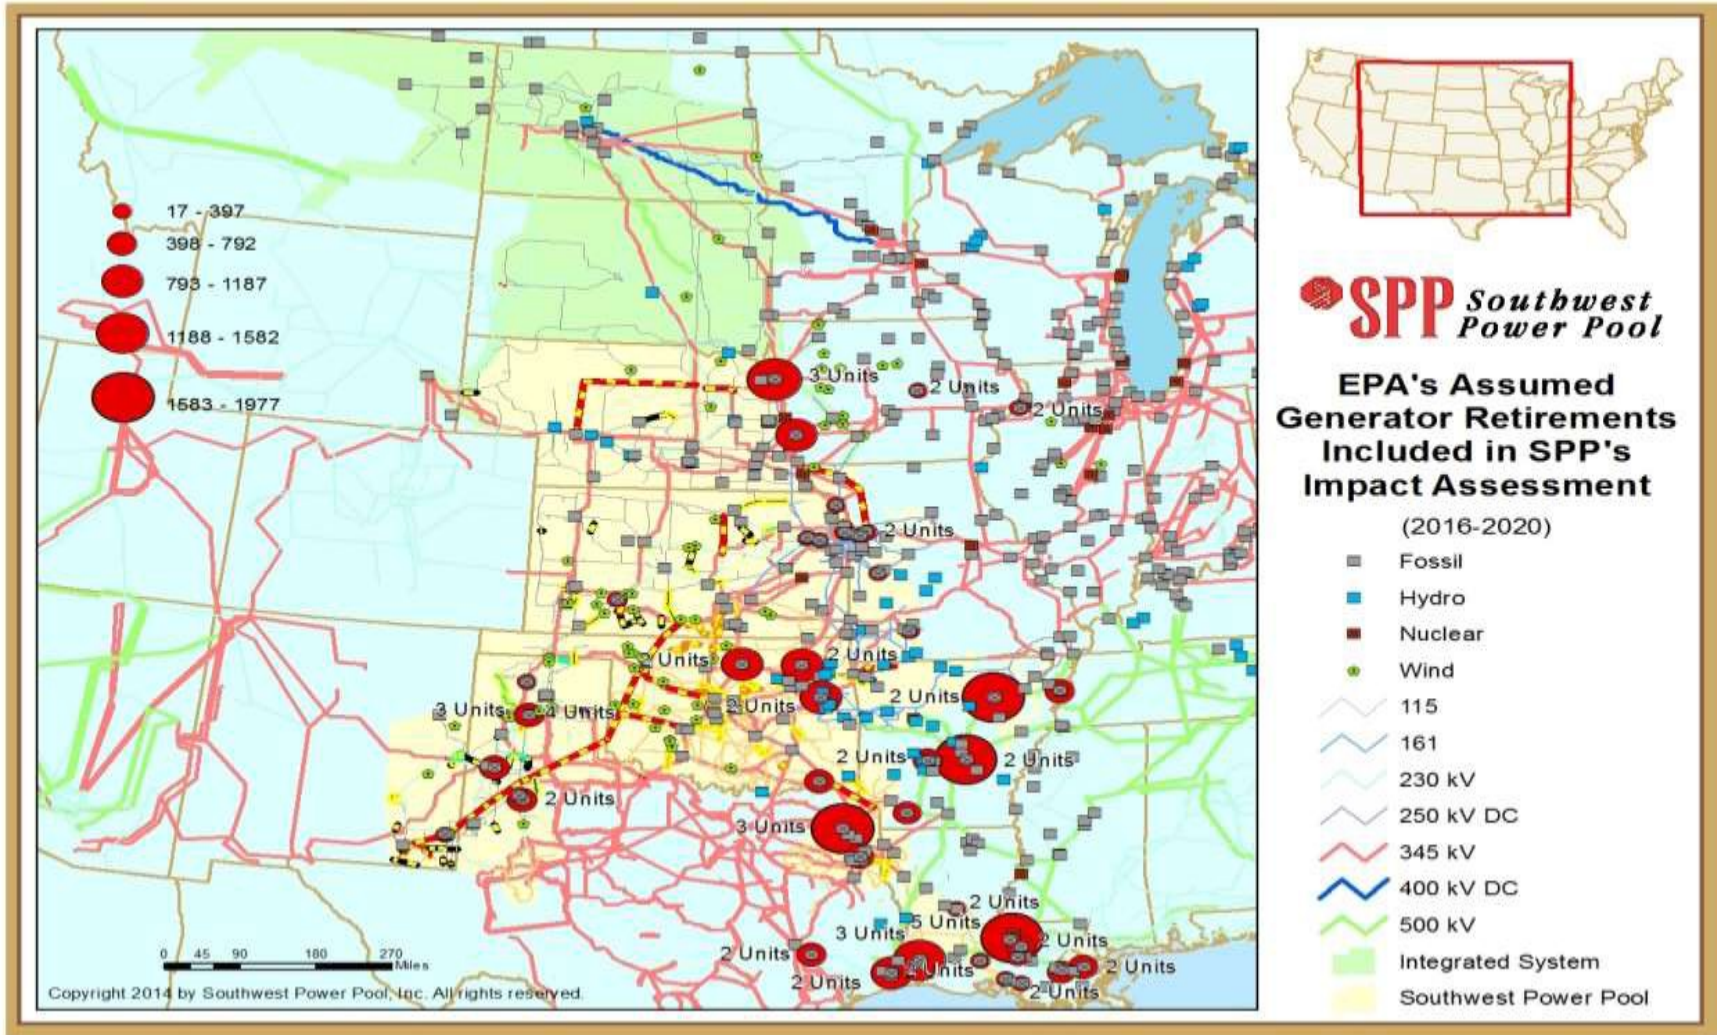 17 - 397
398 - 792
793 - 1187
1188 - 1582
1583 - 1977
3 Units
2 Units
2 Units
2 Units
2 Units
2 Units
3 Units
4 Units
2 Units
2 Units
2 Units
2 Units
2 Units
3 Units
2 Units
5 Units
3 Units
2 Units
2 Units
2 Units
Units
2 Units
2 Units
0 45 90 180 270
Miles
Copyright 2014 by Southwest Power Pool, Inc. All rights reserved.
SPP Southwest
Power Pool
EPA's Assumed
Generator Retirements
Included in SPP's
Impact Assessment
(2016-2020)
Fossil
Hydro
Nuclear
Wind
115
161
230 kV
250 kV DC
345 kV
400 kV DC
500 kV
Integrated System
Southwest Power Pool